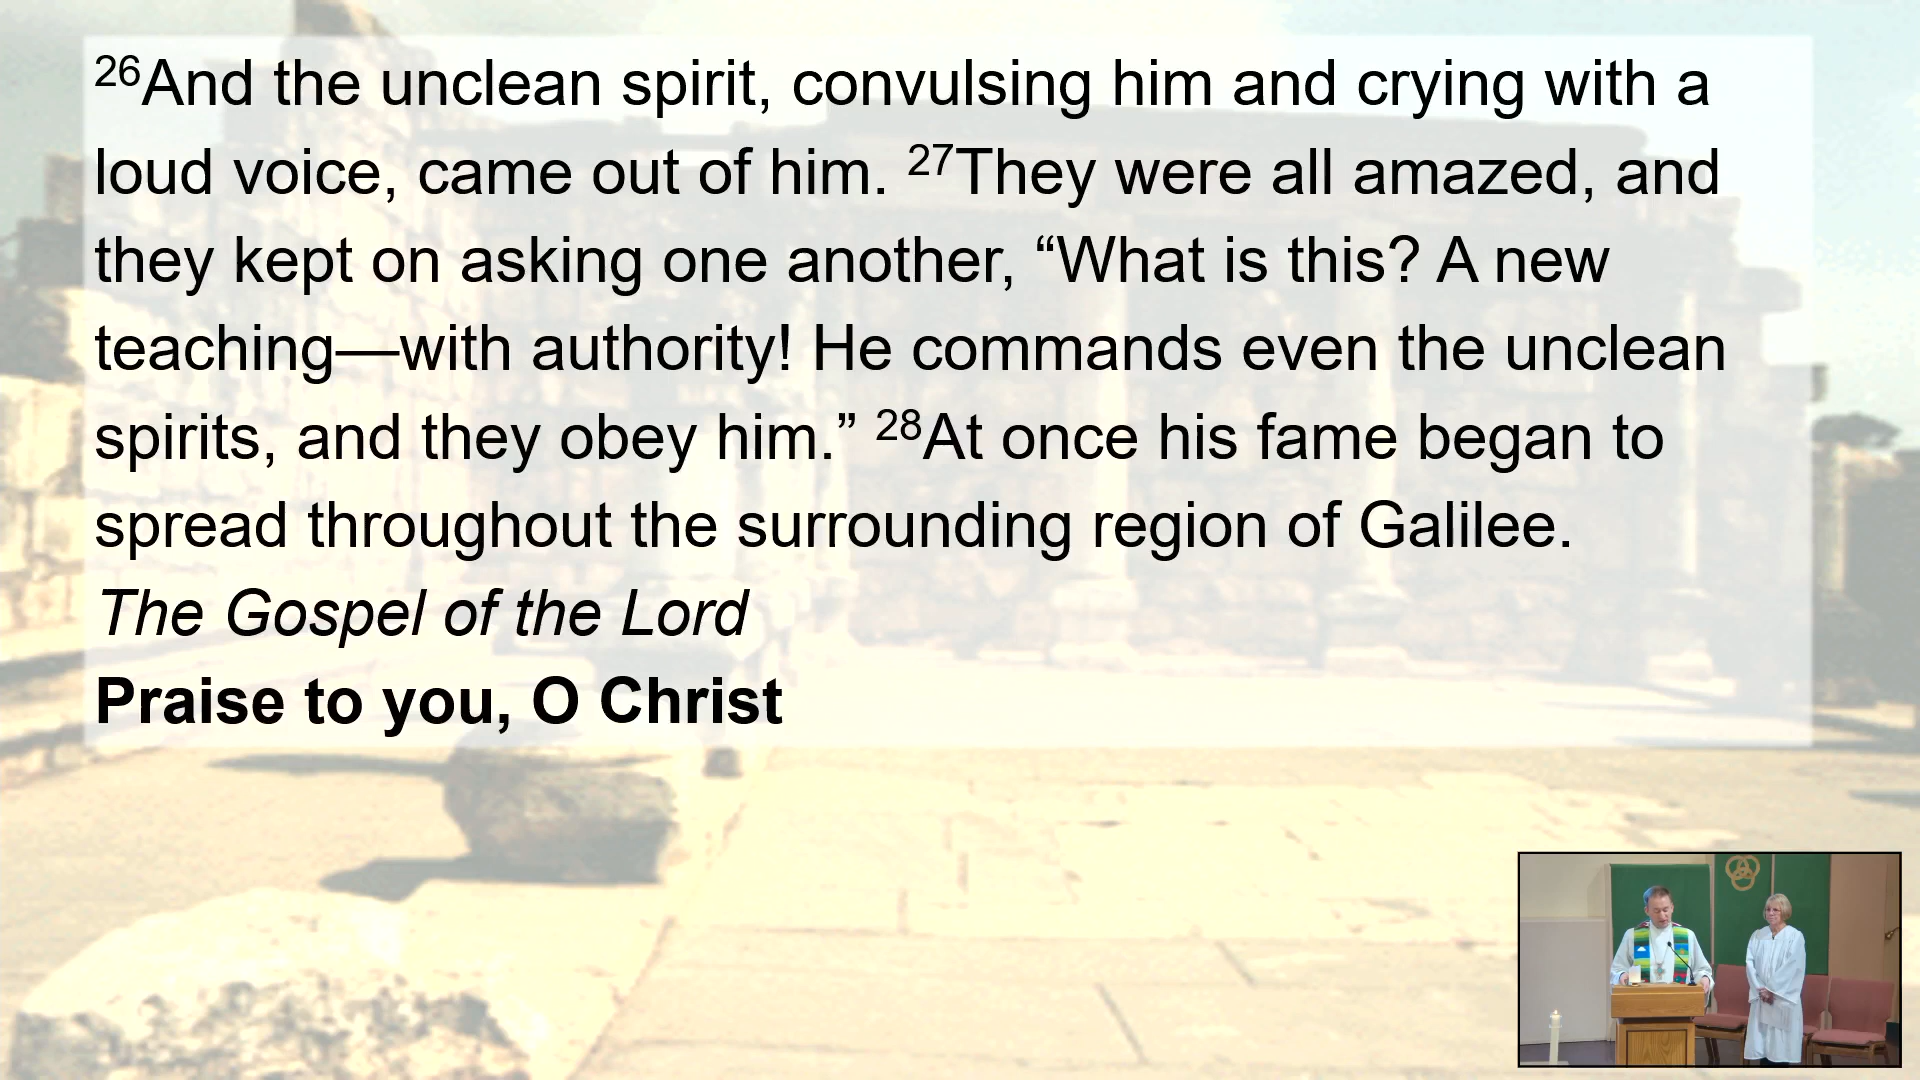 26And the unclean spirit, convulsing him and crying with a
loud voice, came out of him. 27They were all amazed, and
they kept on asking one another, “What is this? A new
teaching—with authority! He commands even the unclean
spirits, and they obey him.” 28At once his fame began to
spread throughout the surrounding region of Galilee.
The Gospel of the Lord
Praise to you, O Christ